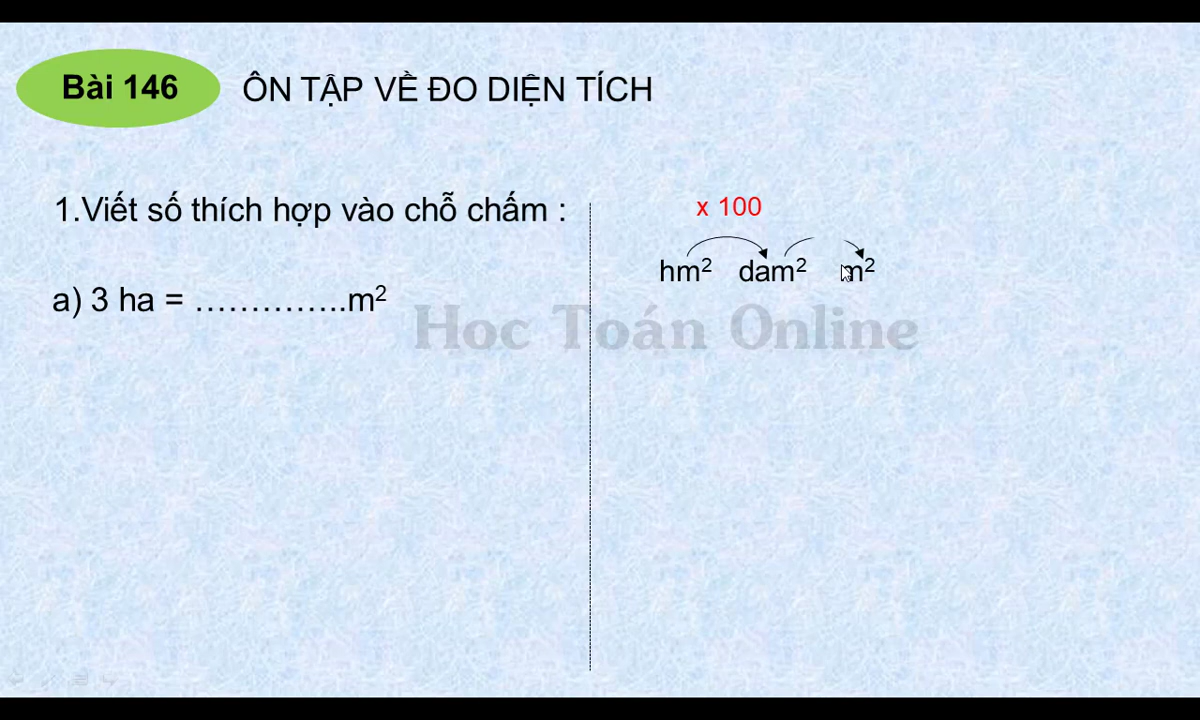 Bài 146
ÔN TẬP VỀ ĐO DIỆN TÍCH
1.Viết số thích hợp vào chỗ chấm :
x 100
hm² dam² m²
a) 3 ha = …………..m²
Học Toán Online